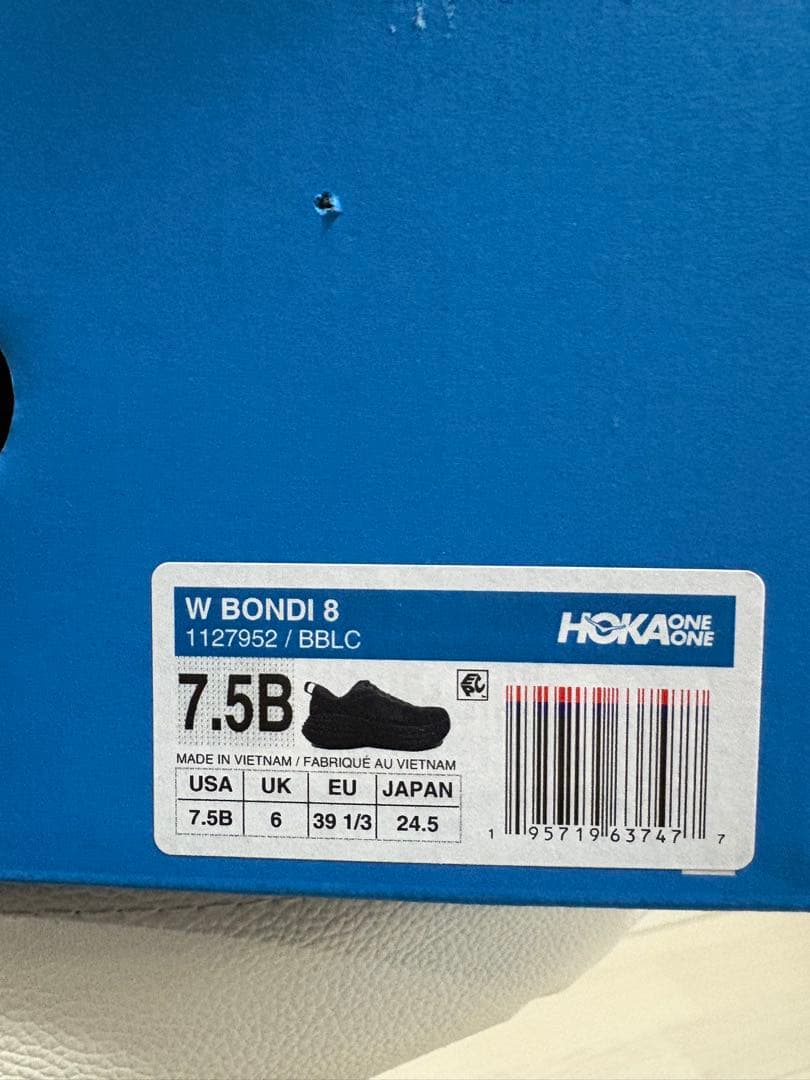 W BONDI 8
1127952 / BBLC
HOKA ONE ONE
7.5B
EPC
MADE IN VIETNAM / FABRIQUÉ AU VIETNAM
USA UK EU JAPAN
7.5B 6 39 1/3 24.5
1 95719 63747 7